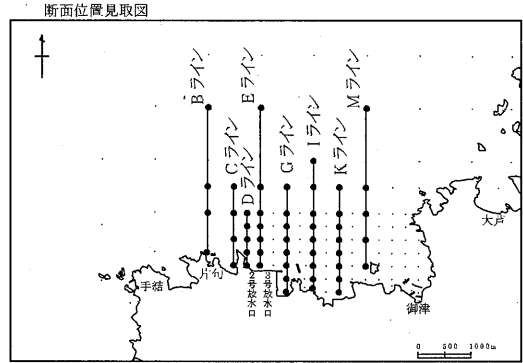 断面位置見取図
Bライン
Cライン
Dライン
Eライン
Gライン
Iライン
Kライン
Mライン
大芦
片句
手結
2号放水口
3号放水口
御津
0 500 1000m